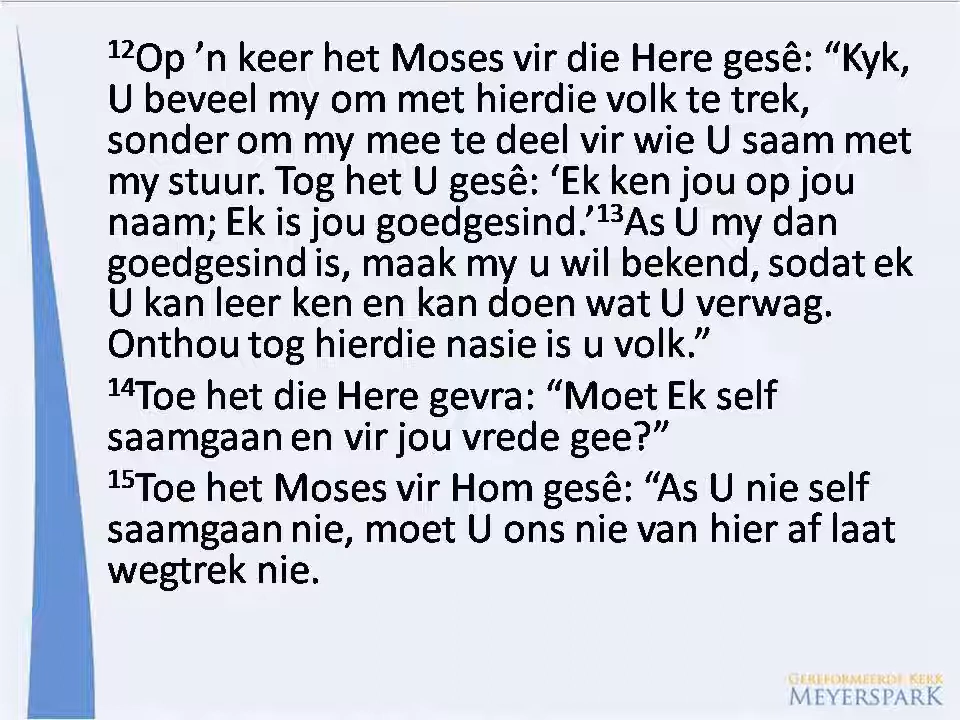 ¹²Op ’n keer het Moses vir die Here gesê: “Kyk,
U beveel my om met hierdie volk te trek,
sonder om my mee te deel vir wie U saam met
my stuur. Tog het U gesê: ‘Ek ken jou op jou
naam; Ek is jou goedgesind.’¹³As U my dan
goedgesind is, maak my u wil bekend, sodat ek
U kan leer ken en kan doen wat U verwag.
Onthou tog hierdie nasie is u volk.”
¹⁴Toe het die Here gevra: “Moet Ek self
saamgaan en vir jou vrede gee?”
¹⁵Toe het Moses vir Hom gesê: “As U nie self
saamgaan nie, moet U ons nie van hier af laat
wegtrek nie.
GEREFORMEERDE KERK
MEYERSPARK